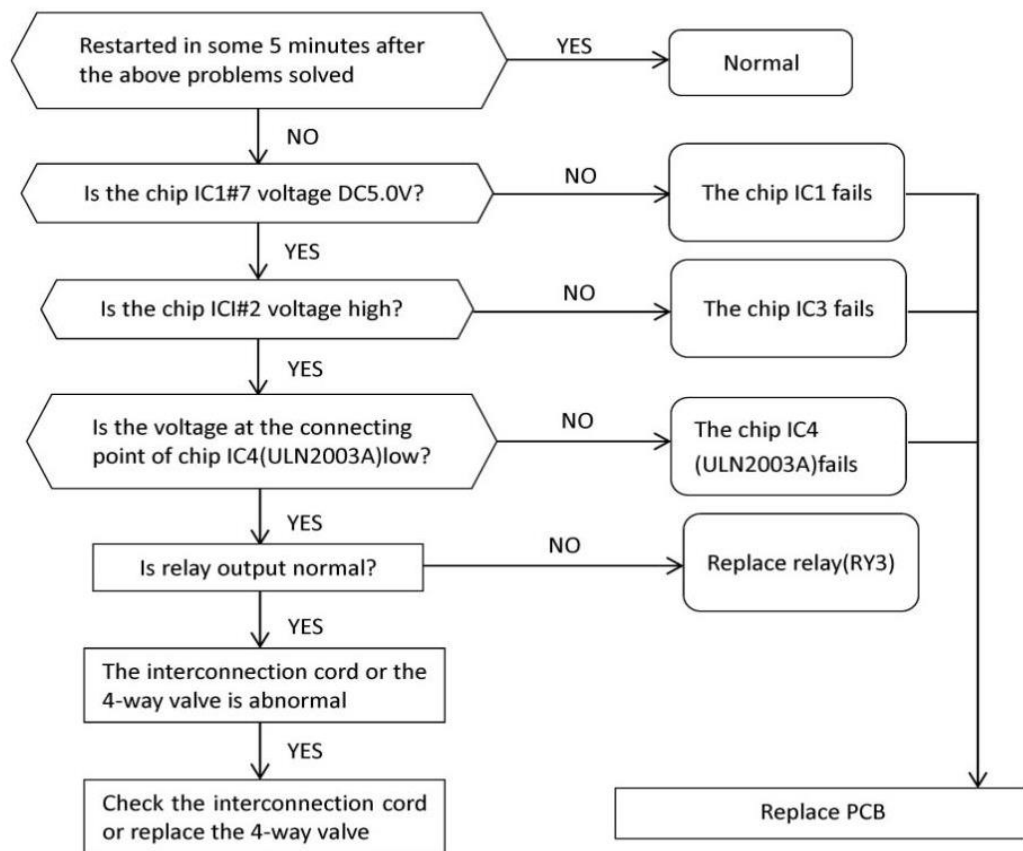 Restarted in some 5 minutes after
the above problems solved
YES
Normal
NO
Is the chip IC1#7 voltage DC5.0V?
NO
The chip IC1 fails
YES
Is the chip ICI#2 voltage high?
NO
The chip IC3 fails
YES
Is the voltage at the connecting
point of chip IC4(ULN2003A)low?
NO
The chip IC4
(ULN2003A)fails
YES
Is relay output normal?
NO
Replace relay(RY3)
YES
The interconnection cord or the
4-way valve is abnormal
YES
Check the interconnection cord
or replace the 4-way valve
Replace PCB